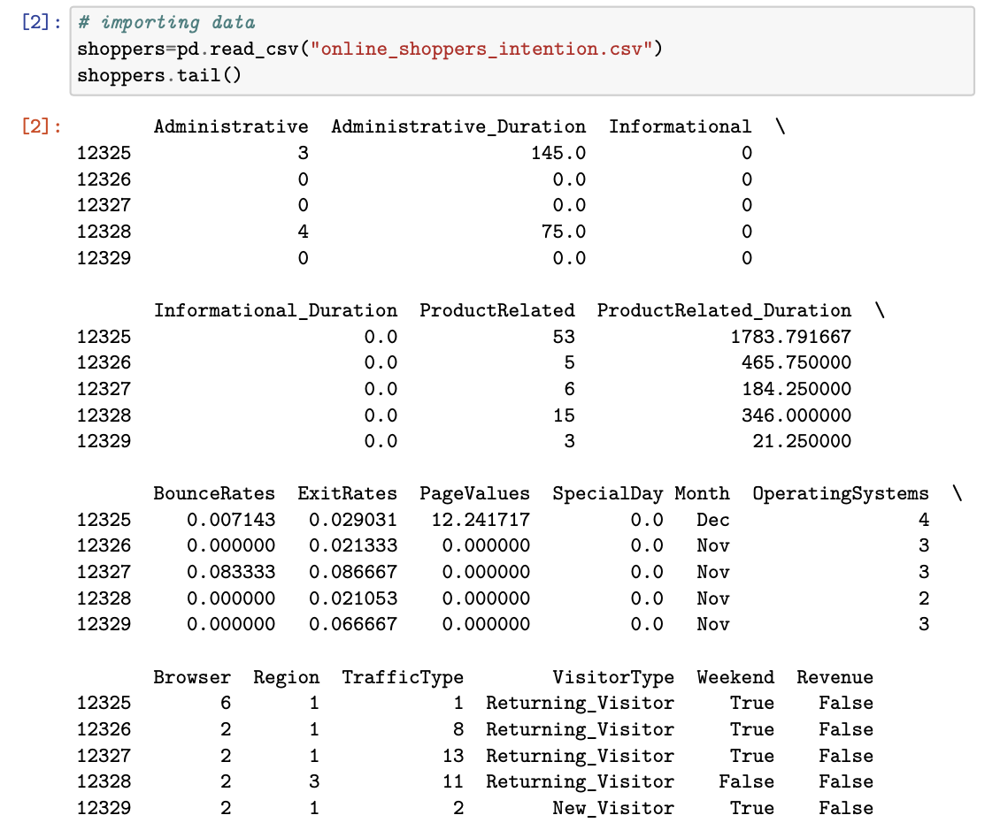 [2]: # importing data
shoppers=pd.read_csv("online_shoppers_intention.csv")
shoppers.tail()
[2]: Administrative Administrative_Duration Informational \
12325 3 145.0 0
12326 0 0.0 0
12327 0 0.0 0
12328 4 75.0 0
12329 0 0.0 0
Informational_Duration ProductRelated ProductRelated_Duration \
12325 0.0 53 1783.791667
12326 0.0 5 465.750000
12327 0.0 6 184.250000
12328 0.0 15 346.000000
12329 0.0 3 21.250000
BounceRates ExitRates PageValues SpecialDay Month OperatingSystems \
12325 0.007143 0.029031 12.241717 0.0 Dec 4
12326 0.000000 0.021333 0.000000 0.0 Nov 3
12327 0.083333 0.086667 0.000000 0.0 Nov 3
12328 0.000000 0.021053 0.000000 0.0 Nov 2
12329 0.000000 0.066667 0.000000 0.0 Nov 3
Browser Region TrafficType VisitorType Weekend Revenue
12325 6 1 1 Returning_Visitor True False
12326 2 1 8 Returning_Visitor True False
12327 2 1 13 Returning_Visitor True False
12328 2 3 11 Returning_Visitor False False
12329 2 1 2 New_Visitor True False